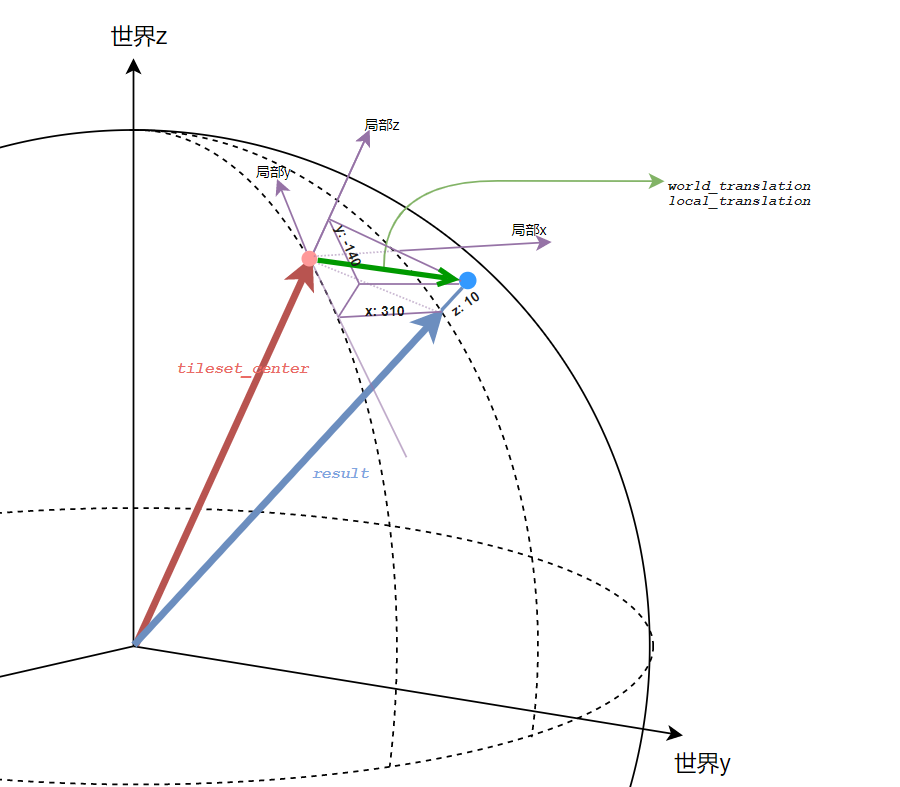 世界z
局部z
局部y
world_translation
local_translation
局部x
y: -140
z: 10
x: 310
tileset_center
result
世界y